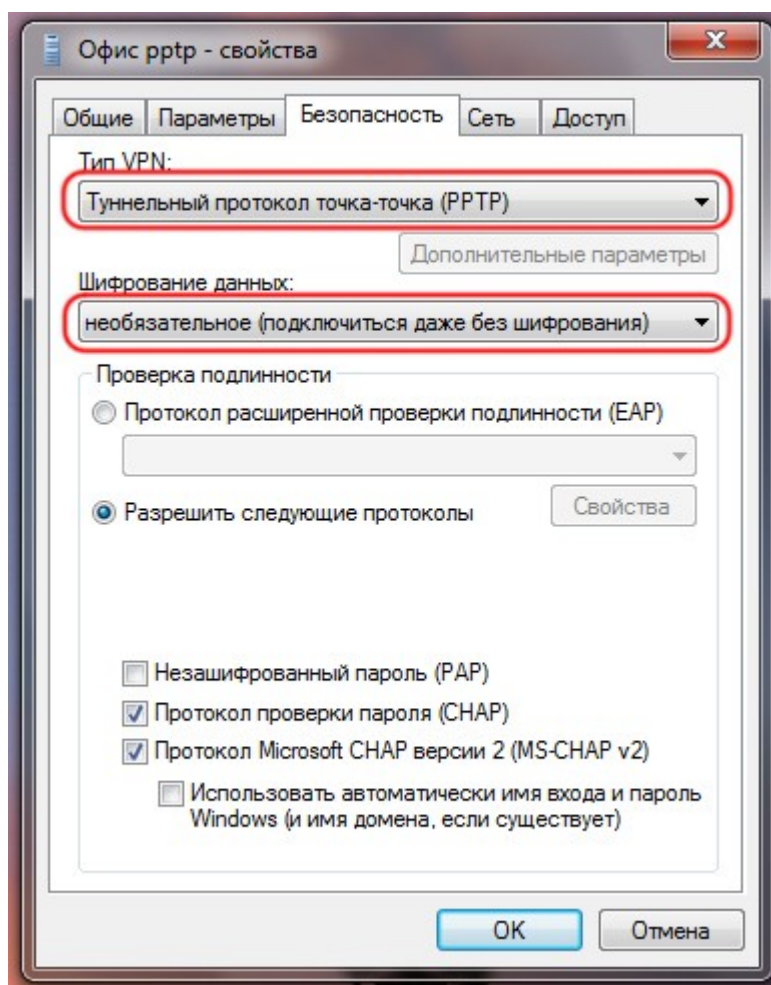 Офис pptp - свойства
Общие Параметры Безопасность Сеть Доступ
Тип VPN:
Туннельный протокол точка-точка (PPTP)
Дополнительные параметры
Шифрование данных:
необязательное (подключиться даже без шифрования)
Проверка подлинности
Протокол расширенной проверки подлинности (EAP)
Свойства
Разрешить следующие протоколы
Незашифрованный пароль (PAP)
Протокол проверки пароля (CHAP)
Протокол Microsoft CHAP версии 2 (MS-CHAP v2)
Использовать автоматически имя входа и пароль
Windows (и имя домена, если существует)
OK Отмена